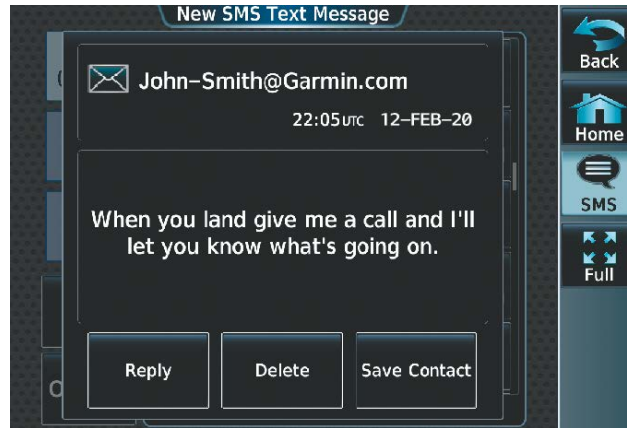 New SMS Text Message
John-Smith@Garmin.com
22:05UTC 12-FEB-20
When you land give me a call and I'll
let you know what's going on.
Reply Delete Save Contact
Back
Home
SMS
Full